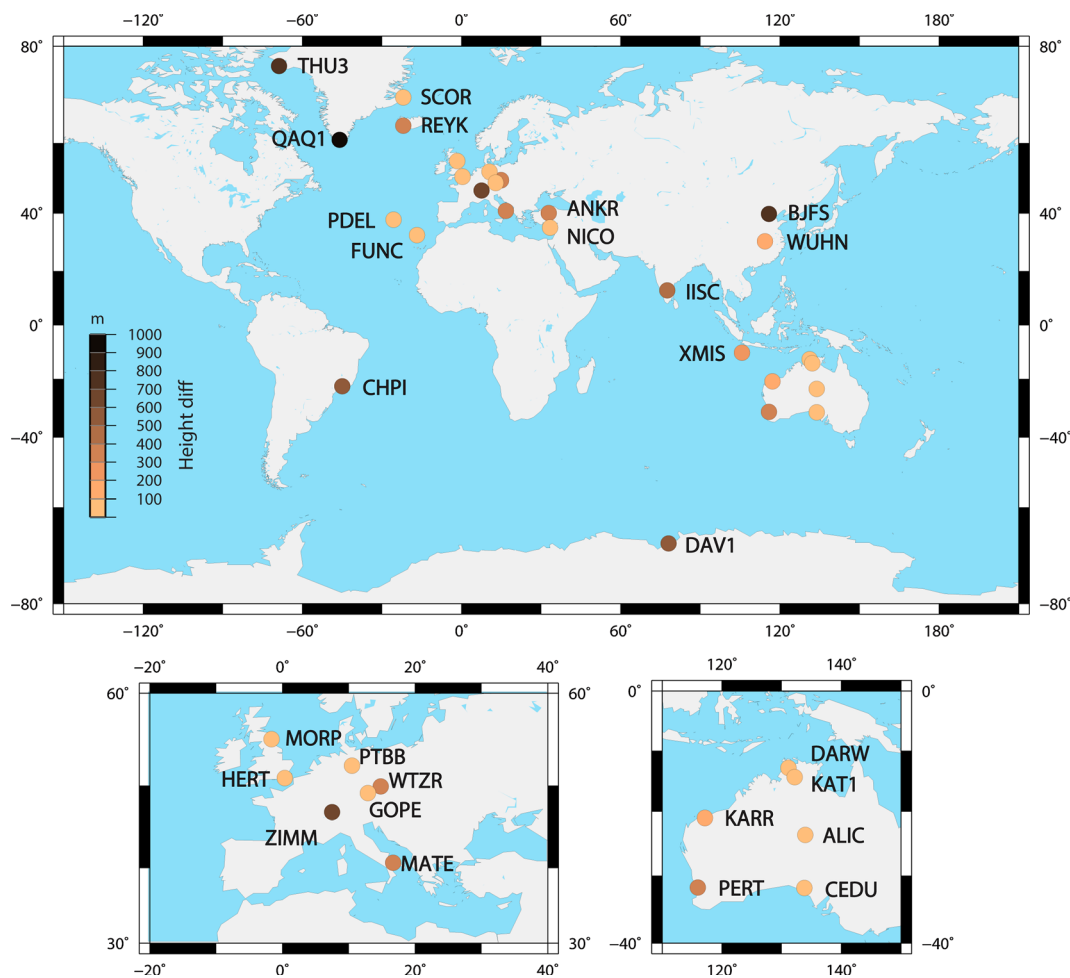 −120° −60° 0° 60° 120° 180°
80° 80°
THU3
SCOR
REYK
QAQ1
40° PDEL ANKR BJFS 40°
FUNC NICO WUHN
IISC
m
0° 0°
1000 XMIS
900
800
700
600 CHPI
500
400
300
200
100
Height diff
−40° −40°
DAV1
−80° −80°
−120° −60° 0° 60° 120° 180°
−20° 0° 20° 40°
60° 60°
MORP
PTBB
HERT WTZR
GOPE
ZIMM
MATE
30° 30°
−20° 0° 20° 40°
120° 140°
0° 0°
DARW
KAT1
KARR
ALIC
PERT CEDU
−40° −40°
120° 140°